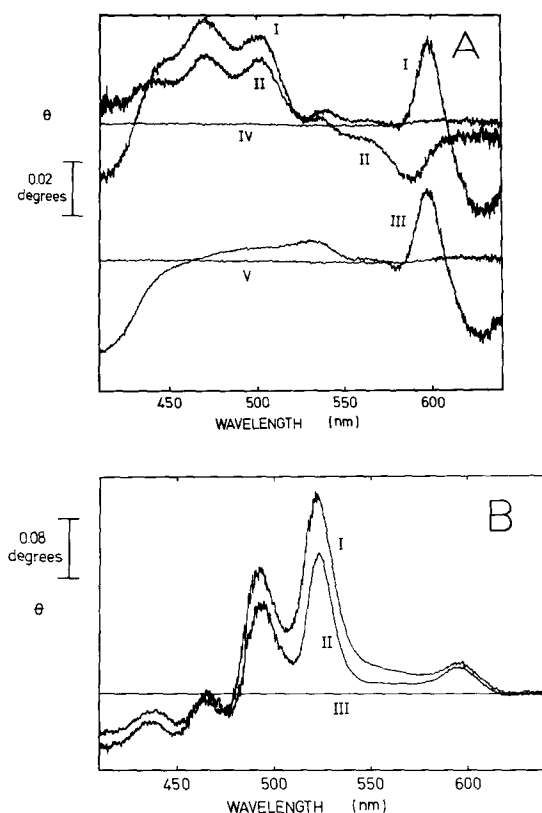 A
I
I
II
θ
IV
II
0.02
degrees
III
V
450 500 550 600
WAVELENGTH (nm)
B
0.08
degrees
I
θ
II
III
450 500 550 600
WAVELENGTH (nm)